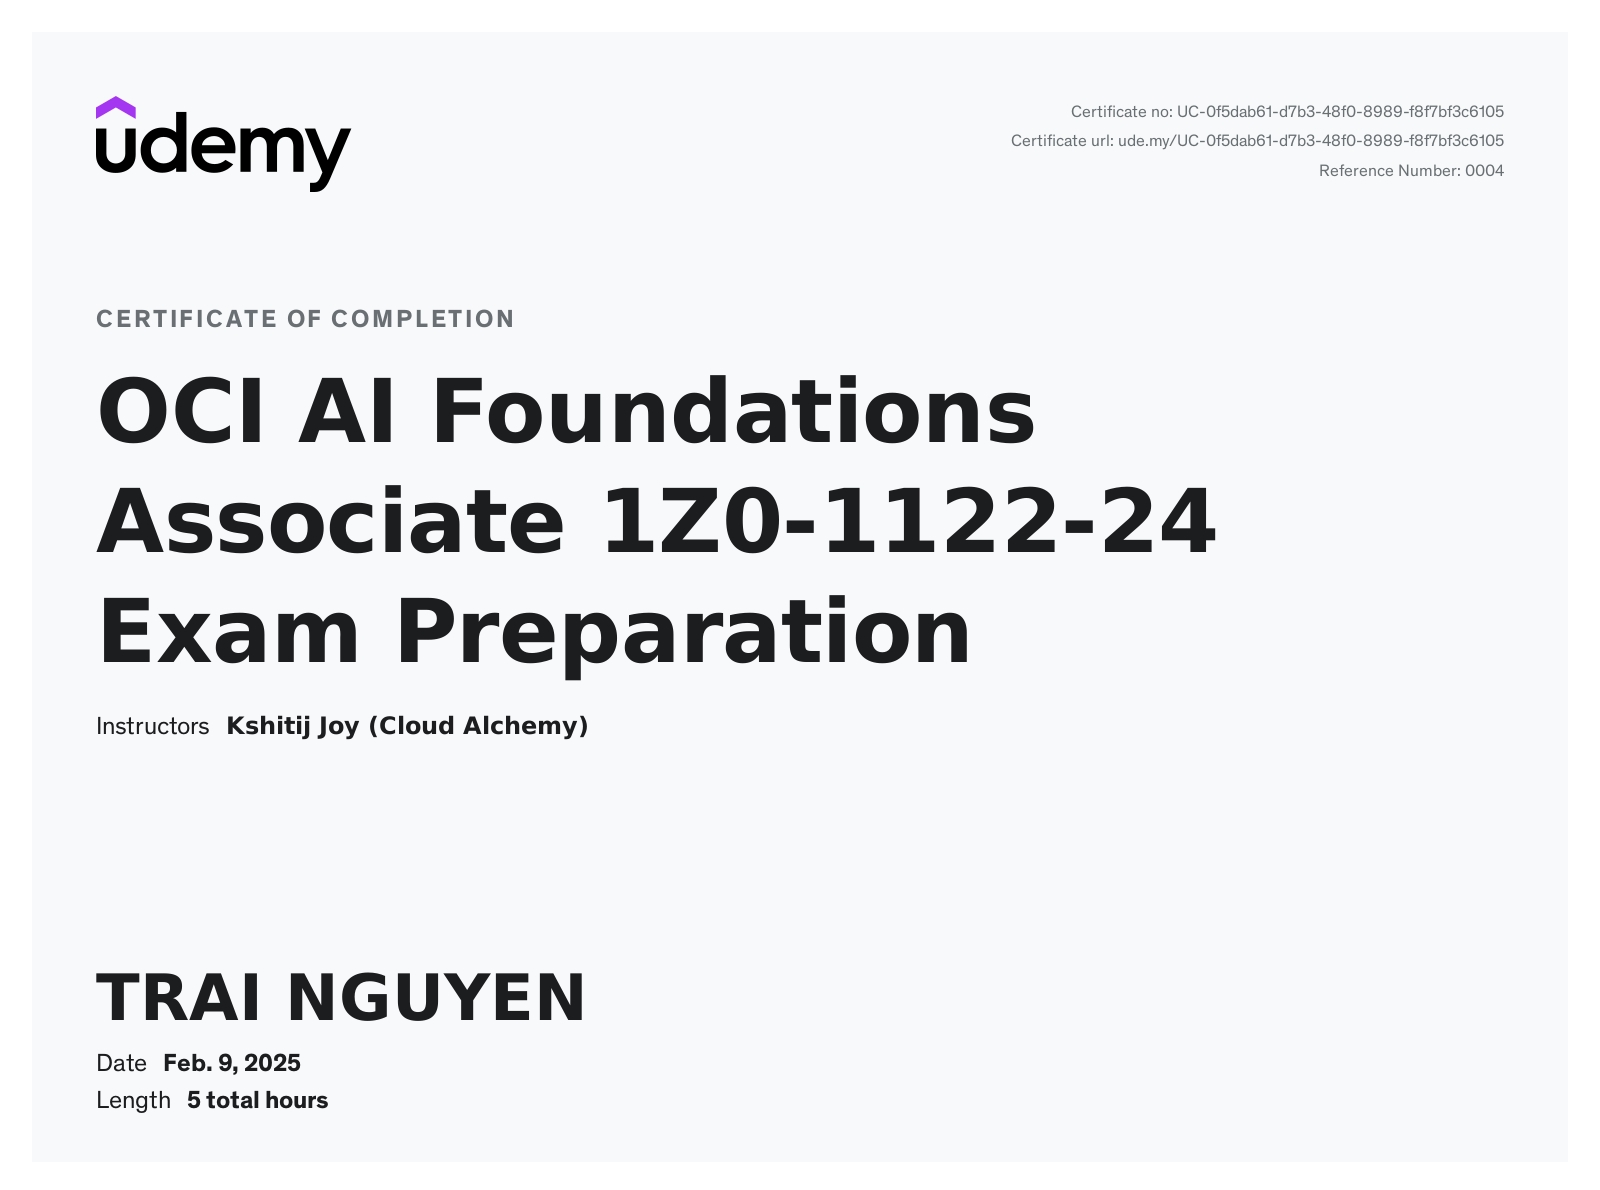 udemy
Certificate no: UC-0f5dab61-d7b3-48f0-8989-f8f7bf3c6105
Certificate url: ude.my/UC-0f5dab61-d7b3-48f0-8989-f8f7bf3c6105
Reference Number: 0004
CERTIFICATE OF COMPLETION
OCI AI Foundations
Associate 1Z0-1122-24
Exam Preparation
Instructors Kshitij Joy (Cloud Alchemy)
TRAI NGUYEN
Date Feb. 9, 2025
Length 5 total hours